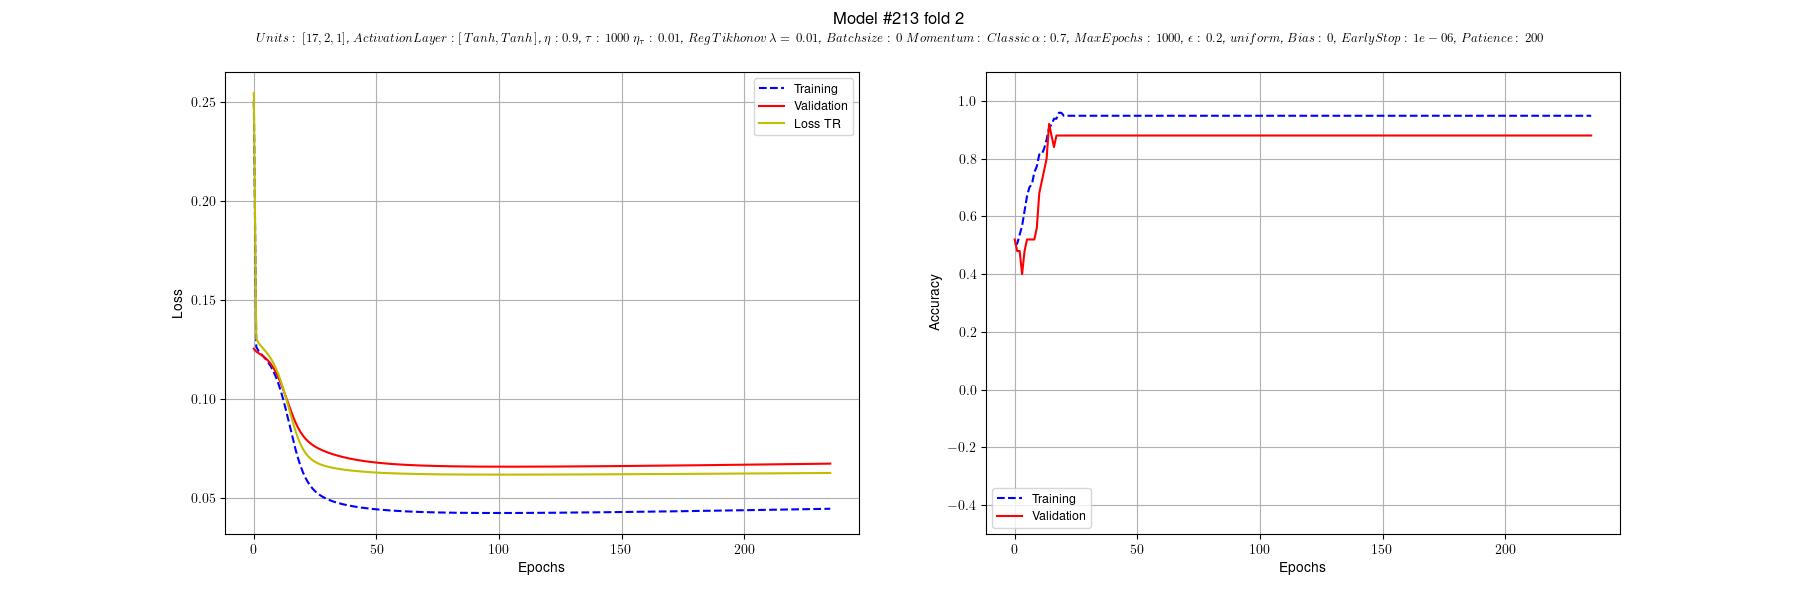 Model #213 fold 2
Units : [17, 2, 1], ActivationLayer : [Tanh, Tanh], η : 0.9, τ : 1000 ητ : 0.01, RegTikhonov λ = 0.01, Batchsize : 0 Momentum : Classic α : 0.7, MaxEpochs : 1000, ϵ : 0.2, uniform, Bias : 0, EarlyStop : 1e − 06, Patience : 200
Training
Validation
Loss TR
0.25
0.20
0.15
0.10
0.05
Loss
0 50 100 150 200
Epochs
1.0
0.8
0.6
0.4
0.2
0.0
−0.2
−0.4
Accuracy
Training
Validation
0 50 100 150 200
Epochs